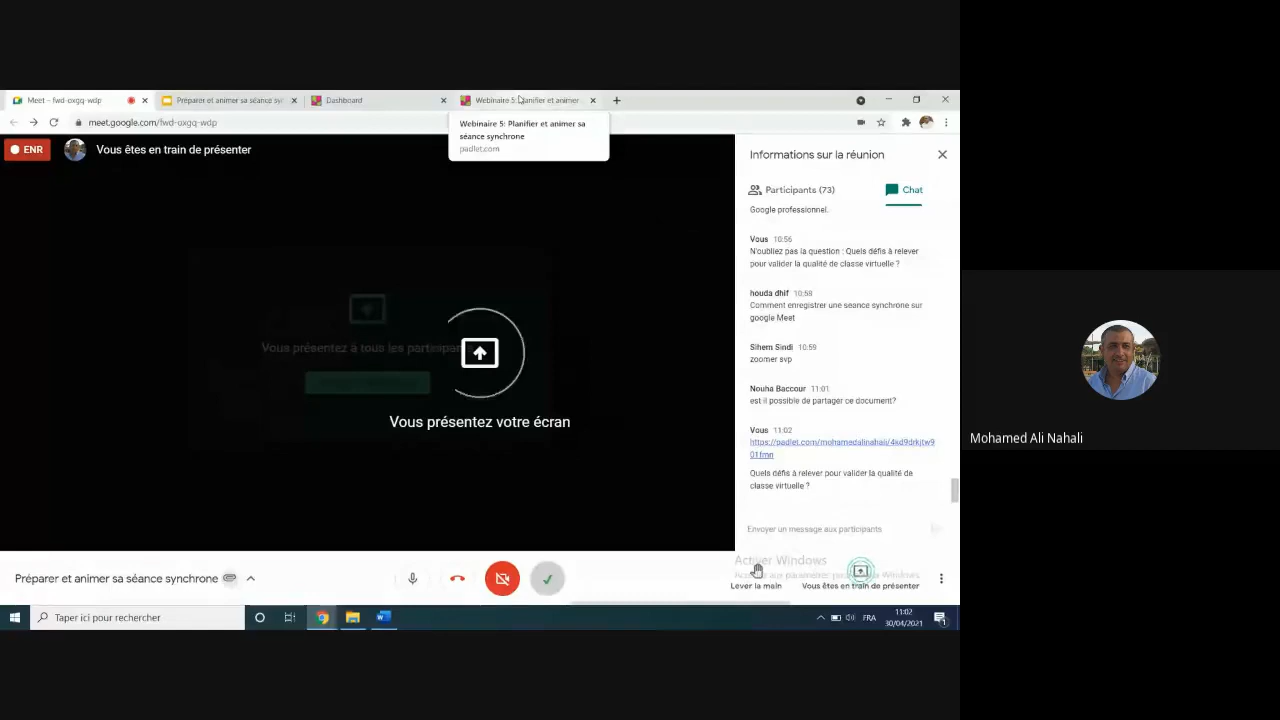 Meet – fwd-oxgq-wdp
Préparer et animer sa séance syn
Dashboard
Webinaire 5: Planifier et animer
meet.google.com/fwd-oxgq-wdp
Webinaire 5: Planifier et animer sa
séance synchrone
padlet.com
ENR
Vous êtes en train de présenter
Vous présentez à tous les participan
Vous présentez votre écran
Informations sur la réunion
Participants (73)
Chat
Google professionnel.
Vous 10:56
N'oubliez pas la question : Quels défis à relever
pour valider la qualité de classe virtuelle ?
houda dhif 10:58
Comment enregistrer une seance synchrone sur
google Meet
Sihem Sindi 10:59
zoomer svp
Nouha Baccour 11:01
est il possible de partager ce document?
Vous 11:02
Quels défis à relever pour valider la qualité de
classe virtuelle ?
Envoyer un message aux participants
Activer Windows
Préparer et animer sa séance synchrone
Lever la main
Vous êtes en train de présenter
Taper ici pour rechercher
FRA
11:02
30/04/2021
Mohamed Ali Nahali